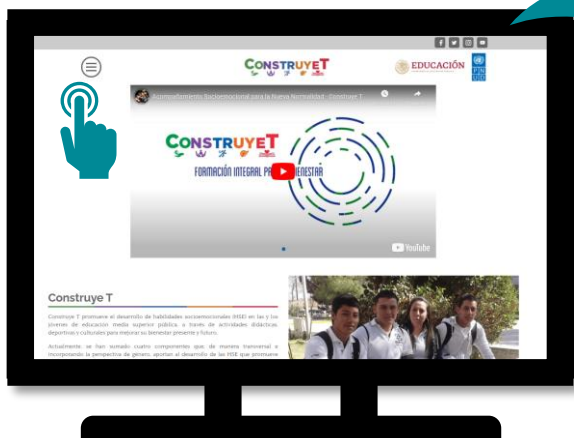 CONSTRUYET
EDUCACIÓN
Acompañamiento Socioemocional para la Nueva Normalidad - Construye T
CONSTRUYET
FORMACIÓN INTEGRAL PA BIENESTAR
YouTube
Construye T
Construye T promueve el desarrollo de habilidades socioemocionales (HSE) en las y los
jóvenes de educación media superior pública, a través de actividades didácticas,
deportivas y culturales para mejorar su bienestar presente y futuro.
Actualmente, se han sumado cuatro componentes que, de manera transversal e
incorporando la perspectiva de género, aportan al desarrollo de las HSE que promueve